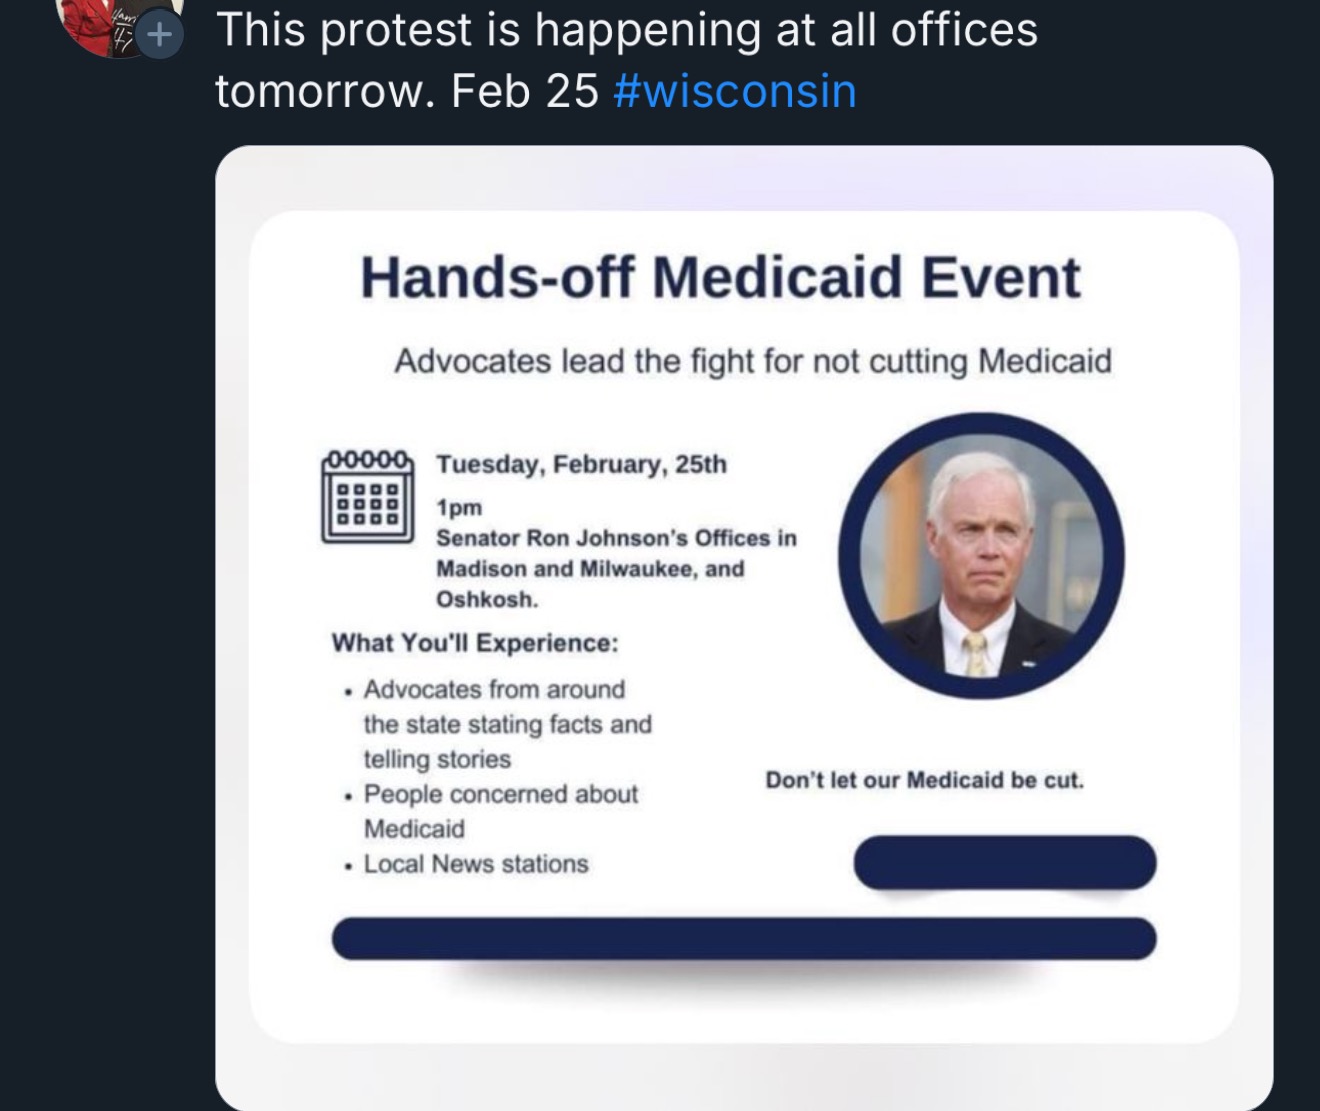 This protest is happening at all offices
tomorrow. Feb 25 #wisconsin
Hands-off Medicaid Event
Advocates lead the fight for not cutting Medicaid
Tuesday, February, 25th
1pm
Senator Ron Johnson's Offices in
Madison and Milwaukee, and
Oshkosh.
What You'll Experience:
• Advocates from around
the state stating facts and
telling stories
• People concerned about
Medicaid
• Local News stations
Don't let our Medicaid be cut.